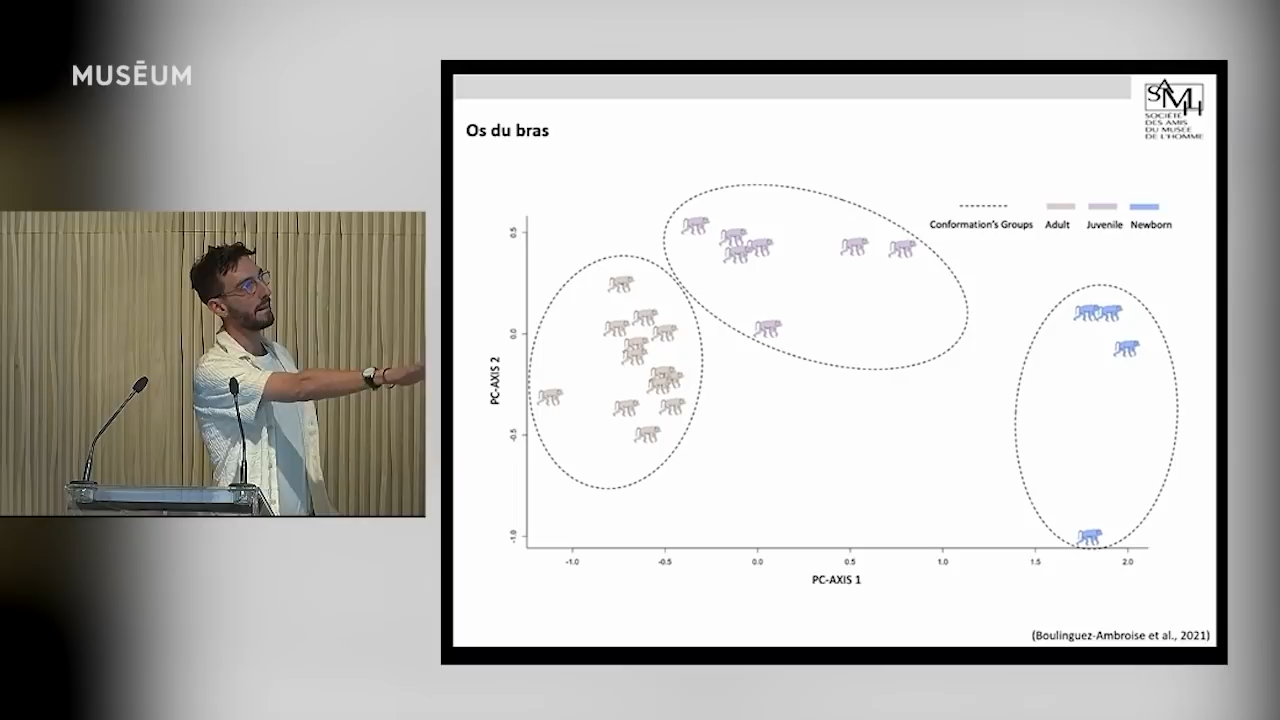 MUSĒUM
SAMH
SOCIÉTÉ
DES AMIS
DU MUSÉE
DE L'HOMME
Os du bras
Conformation's Groups Adult Juvenile Newborn
PC-AXIS 2
0.5
0.0
-0.5
-1.0
-1.0 -0.5 0.0 0.5 1.0 1.5 2.0
PC-AXIS 1
(Boulinguez-Ambroise et al., 2021)